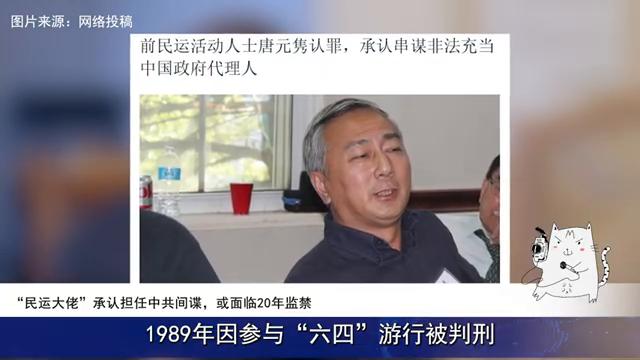 图片来源：网络投稿
前民运活动人士唐元隽认罪，承认串谋非法充当
中国政府代理人
“民运大佬”承认担任中共间谍，或面临20年监禁
1989年因参与“六四”游行被判刑